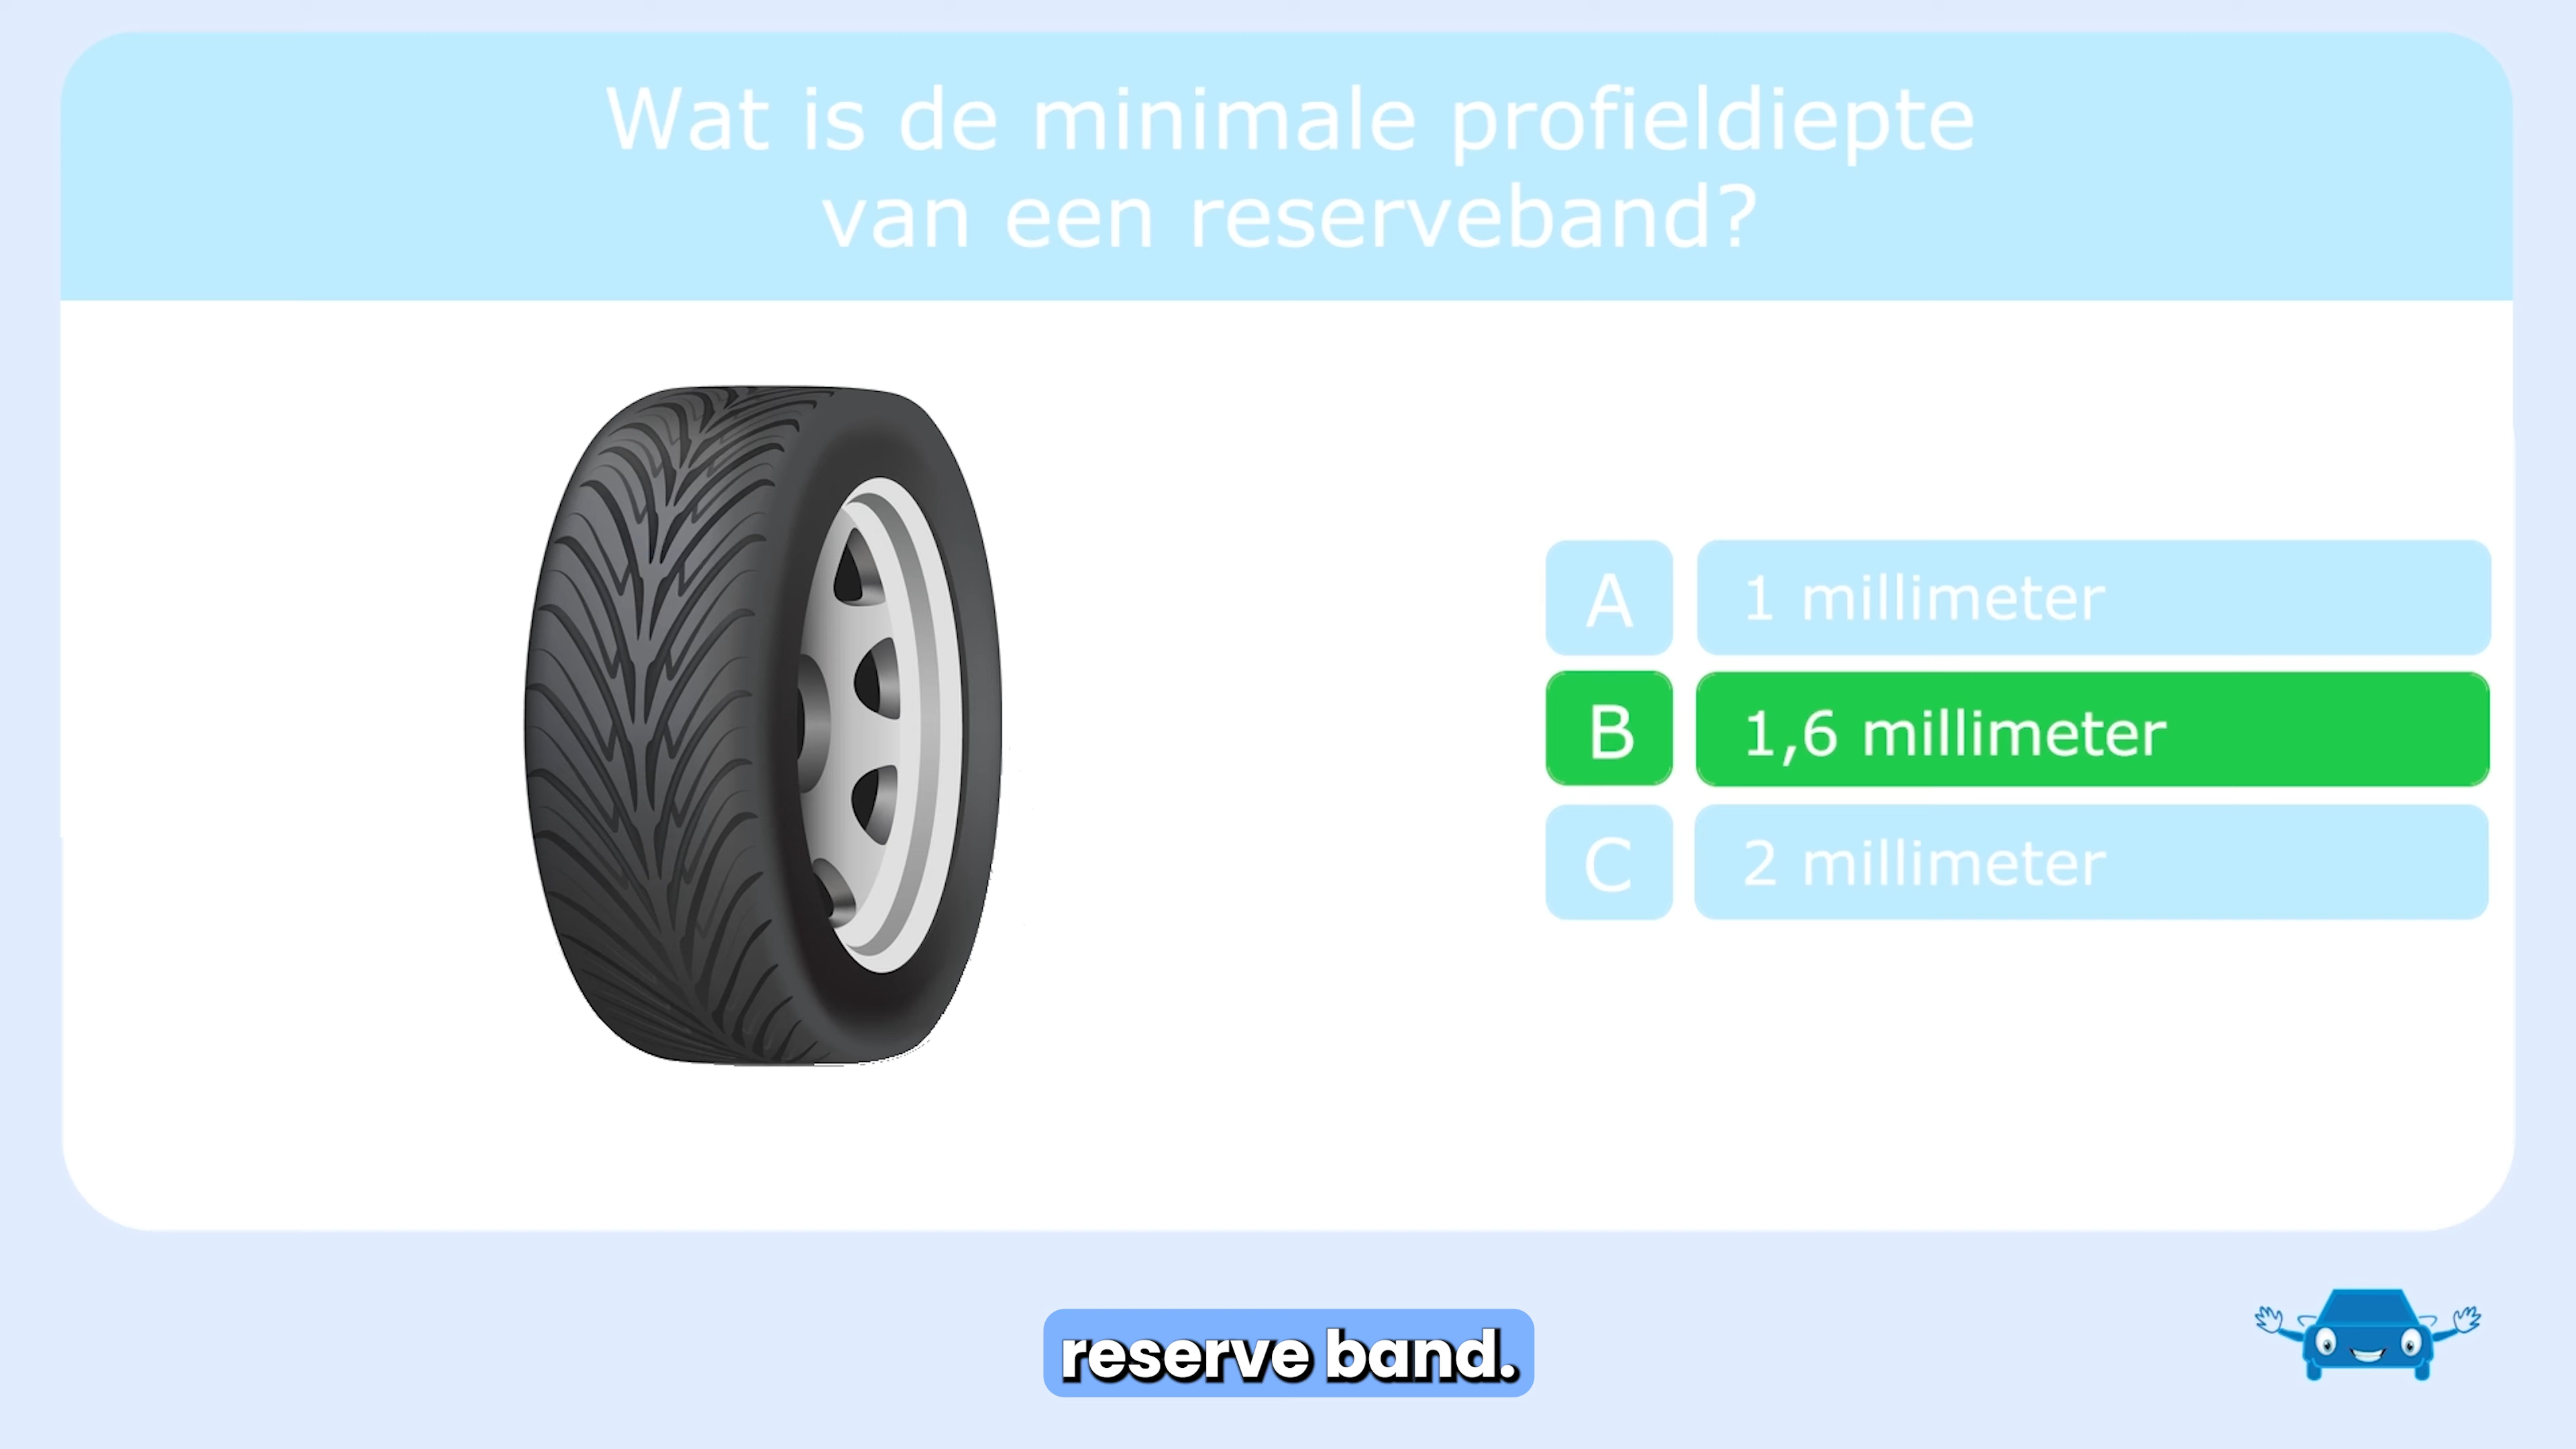 Wat is de minimale profieldiepte
van een reserveband?
A 1 millimeter
B 1,6 millimeter
C 2 millimeter
reserve band.